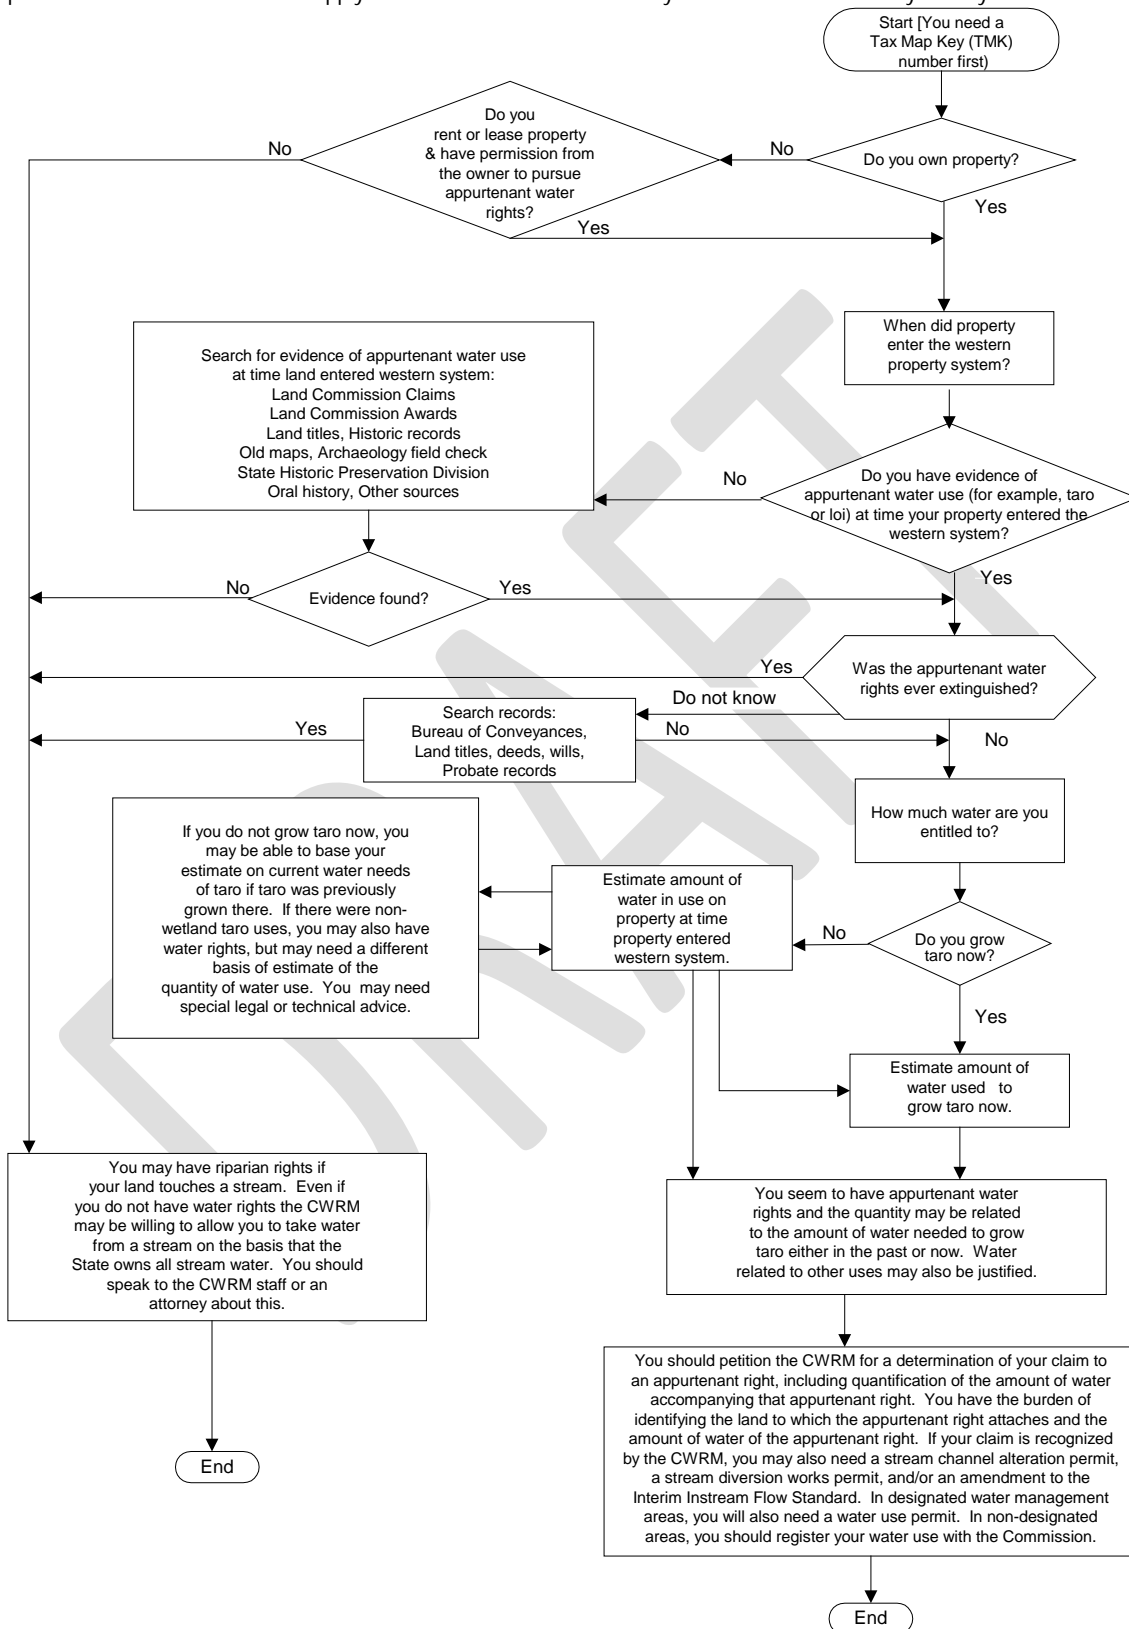 Start [You need a
Tax Map Key (TMK)
number first)
Do you own property?
No
Yes
Do you
rent or lease property
& have permission from
the owner to pursue
appurtenant water
rights?
No
Yes
When did property
enter the western
property system?
Do you have evidence of
appurtenant water use (for example, taro
or loi) at time your property entered the
western system?
No
Yes
Search for evidence of appurtenant water use
at time land entered western system:
Land Commission Claims
Land Commission Awards
Land titles, Historic records
Old maps, Archaeology field check
State Historic Preservation Division
Oral history, Other sources
No
Evidence found?
Yes
Was the appurtenant water
rights ever extinguished?
Yes
Do not know
No
Search records:
Bureau of Conveyances,
Land titles, deeds, wills,
Probate records
Yes
No
How much water are you
entitled to?
Do you grow
taro now?
No
Yes
Estimate amount of
water in use on
property at time
property entered
western system.
If you do not grow taro now, you
may be able to base your
estimate on current water needs
of taro if taro was previously
grown there. If there were non-
wetland taro uses, you may also have
water rights, but may need a different
basis of estimate of the
quantity of water use. You may need
special legal or technical advice.
Estimate amount of
water used to
grow taro now.
You may have riparian rights if
your land touches a stream. Even if
you do not have water rights the CWRM
may be willing to allow you to take water
from a stream on the basis that the
State owns all stream water. You should
speak to the CWRM staff or an
attorney about this.
End
You seem to have appurtenant water
rights and the quantity may be related
to the amount of water needed to grow
taro either in the past or now. Water
related to other uses may also be justified.
You should petition the CWRM for a determination of your claim to
an appurtenant right, including quantification of the amount of water
accompanying that appurtenant right. You have the burden of
identifying the land to which the appurtenant right attaches and the
amount of water of the appurtenant right. If your claim is recognized
by the CWRM, you may also need a stream channel alteration permit,
a stream diversion works permit, and/or an amendment to the
Interim Instream Flow Standard. In designated water management
areas, you will also need a water use permit. In non-designated
areas, you should register your water use with the Commission.
End
DRAFT